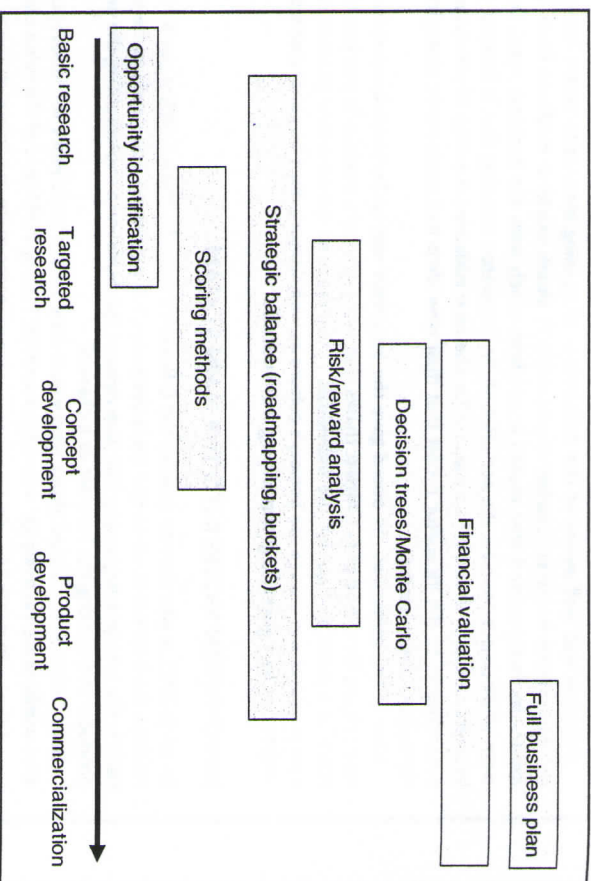 Full business plan
Financial valuation
Decision trees/Monte Carlo
Risk/reward analysis
Strategic balance (roadmapping, buckets)
Scoring methods
Opportunity identification
Basic research
Targeted
research
Concept
development
Product
development
Commercialization